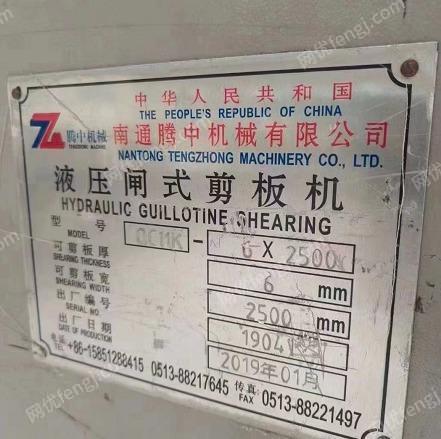 中华人民共和国
THE PEOPLE'S REPUBLIC OF CHINA
腾中机械
TENGZHONG MACHINE
南通腾中机械有限公司
NANTONG TENGZHONG MACHINERY CO., LTD.
液压闸式剪板机
HYDRAULIC GUILLOTINE SHEARING
型号 QC11K - 6 X 2500
MODEL
可剪板厚 6 mm
SHEARING THICKNESS
可剪板宽 2500 mm
SHEARING WIDTH
出厂编号 1904
SERIAL NO.
出厂日期 2019年01月
DATE OF PRODUCTION
电话 TEL +86-15851288415 0513-88217645 传真 FAX 0513-88221497
网优fengj.com